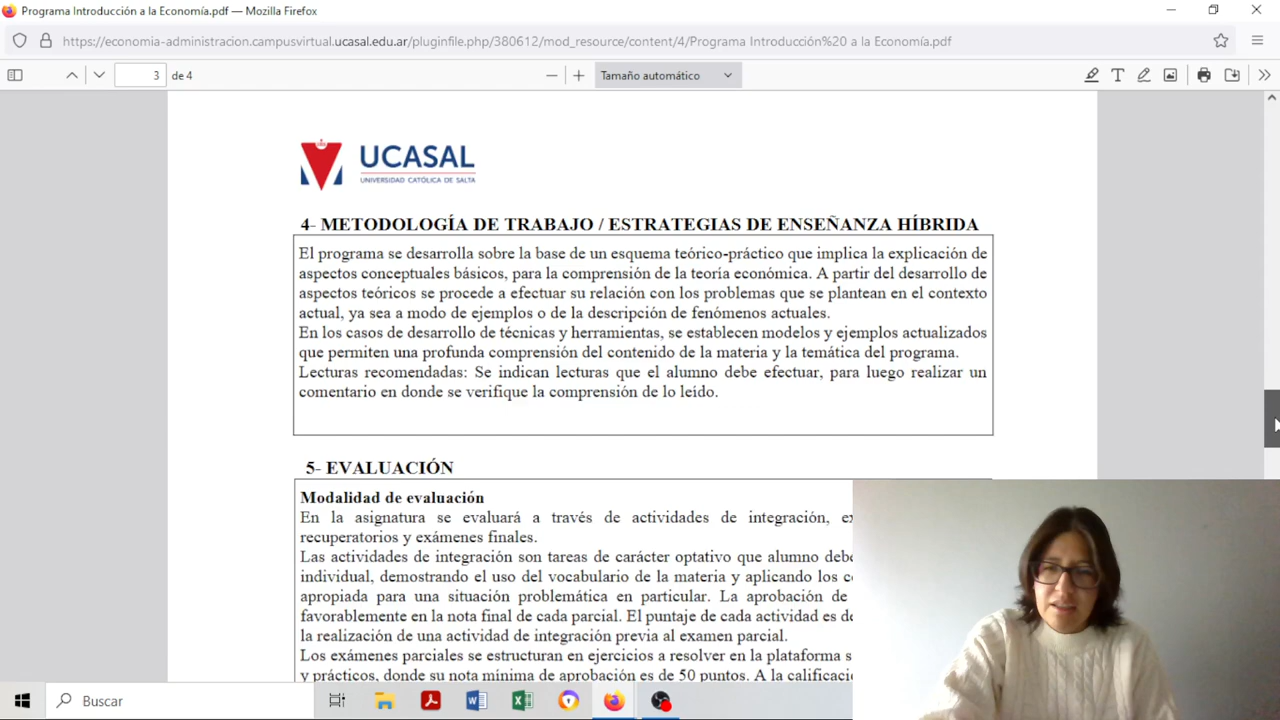 Programa Introducción a la Economía.pdf — Mozilla Firefox
https://economia-administracion.campusvirtual.ucasal.edu.ar/pluginfile.php/380612/mod_resource/content/4/Programa Introducción%20 a la Economía.pdf
3 de 4
Tamaño automático
UCASAL
UNIVERSIDAD CATÓLICA DE SALTA
4- METODOLOGÍA DE TRABAJO / ESTRATEGIAS DE ENSEÑANZA HÍBRIDA
El programa se desarrolla sobre la base de un esquema teórico-práctico que implica la explicación de
aspectos conceptuales básicos, para la comprensión de la teoría económica. A partir del desarrollo de
aspectos teóricos se procede a efectuar su relación con los problemas que se plantean en el contexto
actual, ya sea a modo de ejemplos o de la descripción de fenómenos actuales.
En los casos de desarrollo de técnicas y herramientas, se establecen modelos y ejemplos actualizados
que permiten una profunda comprensión del contenido de la materia y la temática del programa.
Lecturas recomendadas: Se indican lecturas que el alumno debe efectuar, para luego realizar un
comentario en donde se verifique la comprensión de lo leído.
5- EVALUACIÓN
Modalidad de evaluación
En la asignatura se evaluará a través de actividades de integración, ex
recuperatorios y exámenes finales.
Las actividades de integración son tareas de carácter optativo que alumno debe
individual, demostrando el uso del vocabulario de la materia y aplicando los c
apropiada para una situación problemática en particular. La aprobación de
favorablemente en la nota final de cada parcial. El puntaje de cada actividad es de
la realización de una actividad de integración previa al examen parcial.
Los exámenes parciales se estructuran en ejercicios a resolver en la plataforma s
y prácticos, donde su nota mínima de aprobación es de 50 puntos. A la calificació
Buscar